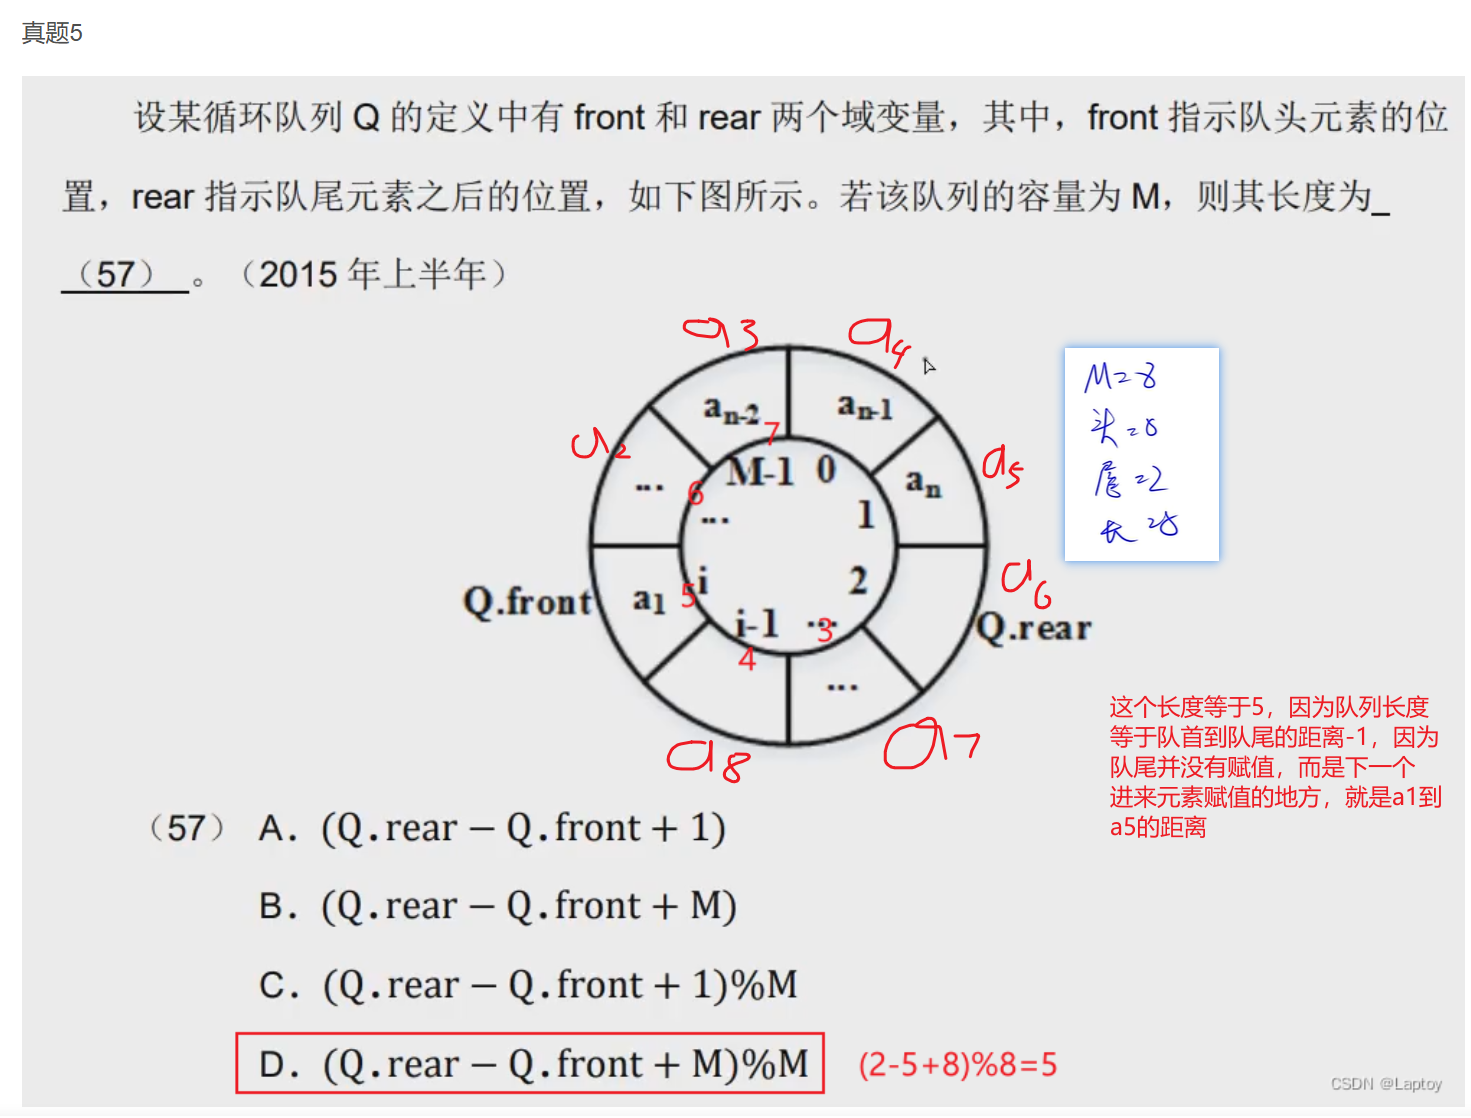 真题5
设某循环队列 Q 的定义中有 front 和 rear 两个域变量，其中，front 指示队头元素的位
置，rear 指示队尾元素之后的位置，如下图所示。若该队列的容量为 M，则其长度为_
（57） 。（2015 年上半年）
a3 a4
an-2 an-1
7
M=8
头=
尾=2
长
a2
M-1 0
a5
... an
6
... 1
a6
Q.front a1 5 i 2
i-1 ... 3
Q.rear
4
...
a8 a7
这个长度等于5，因为队列长度
等于队首到队尾的距离-1，因为
队尾并没有赋值，而是下一个
进来元素赋值的地方，就是a1到
a5的距离
（57） A. (Q.rear − Q.front + 1)
B. (Q.rear − Q.front + M)
C. (Q.rear − Q.front + 1)%M
D. (Q.rear − Q.front + M)%M (2-5+8)%8=5
CSDN @Laptoy